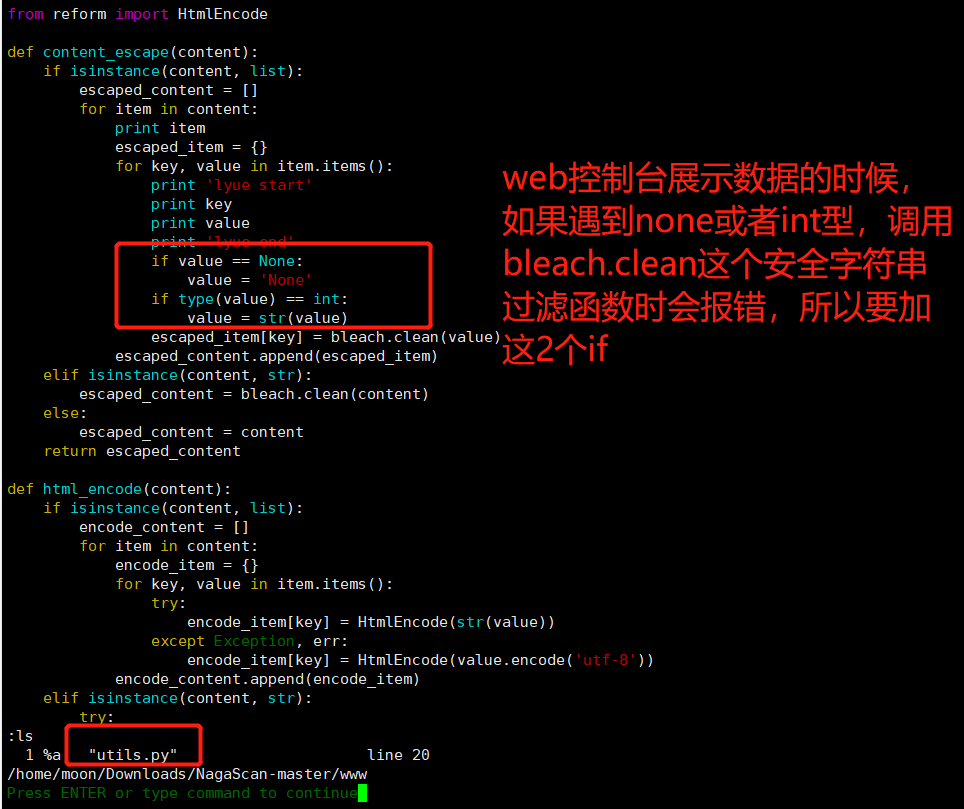 from reform import HtmlEncode
def content_escape(content):
    if isinstance(content, list):
        escaped_content = []
        for item in content:
            print item
            escaped_item = {}
            for key, value in item.items():
                print 'lyue start'
                print key
                print value
                print 'lyue end'
                if value == None:
                    value = 'None'
                if type(value) == int:
                    value = str(value)
                escaped_item[key] = bleach.clean(value)
            escaped_content.append(escaped_item)
    elif isinstance(content, str):
        escaped_content = bleach.clean(content)
    else:
        escaped_content = content
    return escaped_content
def html_encode(content):
    if isinstance(content, list):
        encode_content = []
        for item in content:
            encode_item = {}
            for key, value in item.items():
                try:
                    encode_item[key] = HtmlEncode(str(value))
                except Exception, err:
                    encode_item[key] = HtmlEncode(value.encode('utf-8'))
            encode_content.append(encode_item)
    elif isinstance(content, str):
        try:
:ls
  1 %a   "utils.py"                     line 20
/home/moon/Downloads/NagaScan-master/www
Press ENTER or type command to continue
web控制台展示数据的时候，
如果遇到none或者int型，调用
bleach.clean这个安全字符串
过滤函数时会报错，所以要加
这2个if